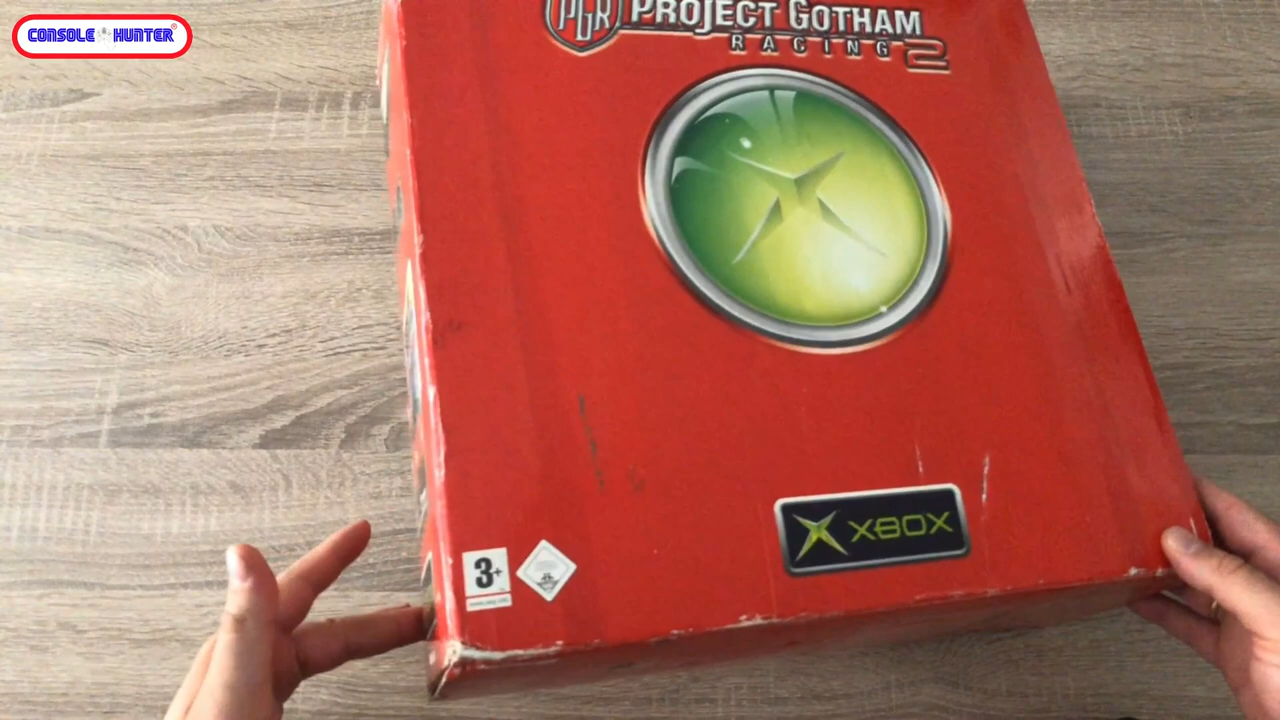 CONSOLE HUNTER®
PGR PROJECT GOTHAM
RACING 2
XBOX
3+